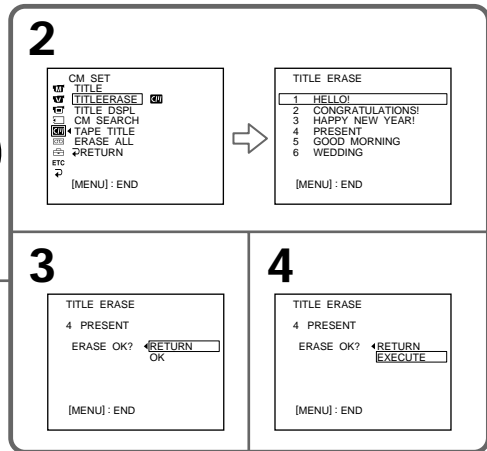 2
CM SET
TITLE
TITLEERASE CM
TITLE DSPL
CM SEARCH
CM TAPE TITLE
ERASE ALL
RETURN
ETC
[MENU] : END
TITLE ERASE
1 HELLO!
2 CONGRATULATIONS!
3 HAPPY NEW YEAR!
4 PRESENT
5 GOOD MORNING
6 WEDDING
[MENU] : END
3
TITLE ERASE
4 PRESENT
ERASE OK? RETURN
OK
[MENU] : END
4
TITLE ERASE
4 PRESENT
ERASE OK? RETURN
EXECUTE
[MENU] : END